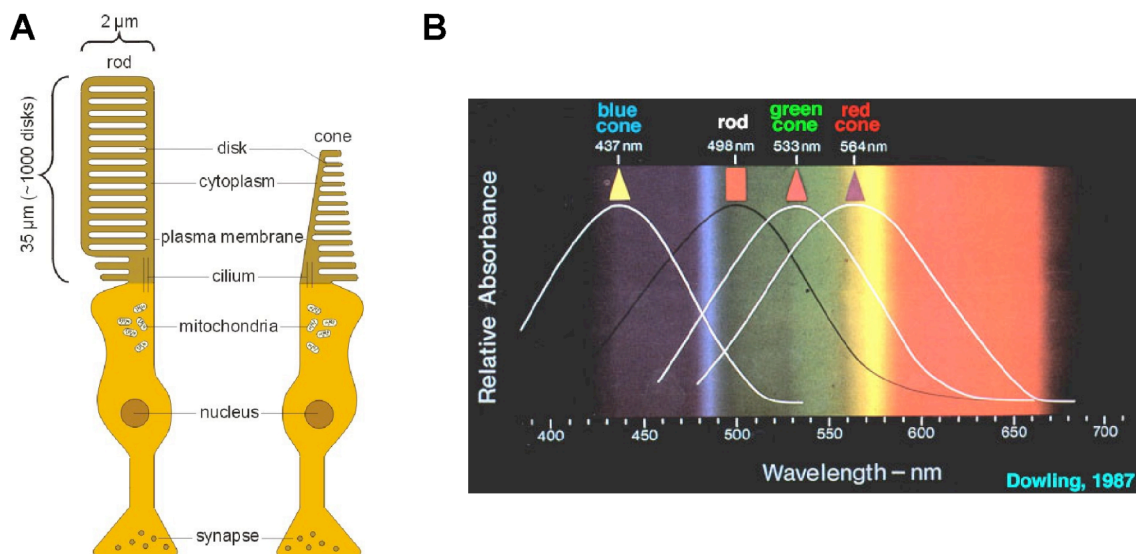 A
2 µm
rod
35 µm (~1000 disks)
cone
disk
cytoplasm
plasma membrane
cilium
mitochondria
nucleus
synapse
B
blue cone
437 nm
rod
498 nm
green cone
533 nm
red cone
564 nm
Relative Absorbance
400 450 500 550 600 650 700
Wavelength – nm
Dowling, 1987